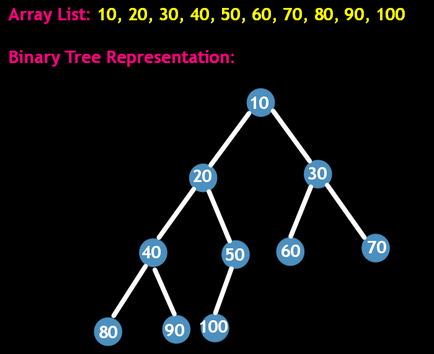 Array List: 10, 20, 30, 40, 50, 60, 70, 80, 90, 100
Binary Tree Representation:
10
20 30
40 50 60 70
80 90 100